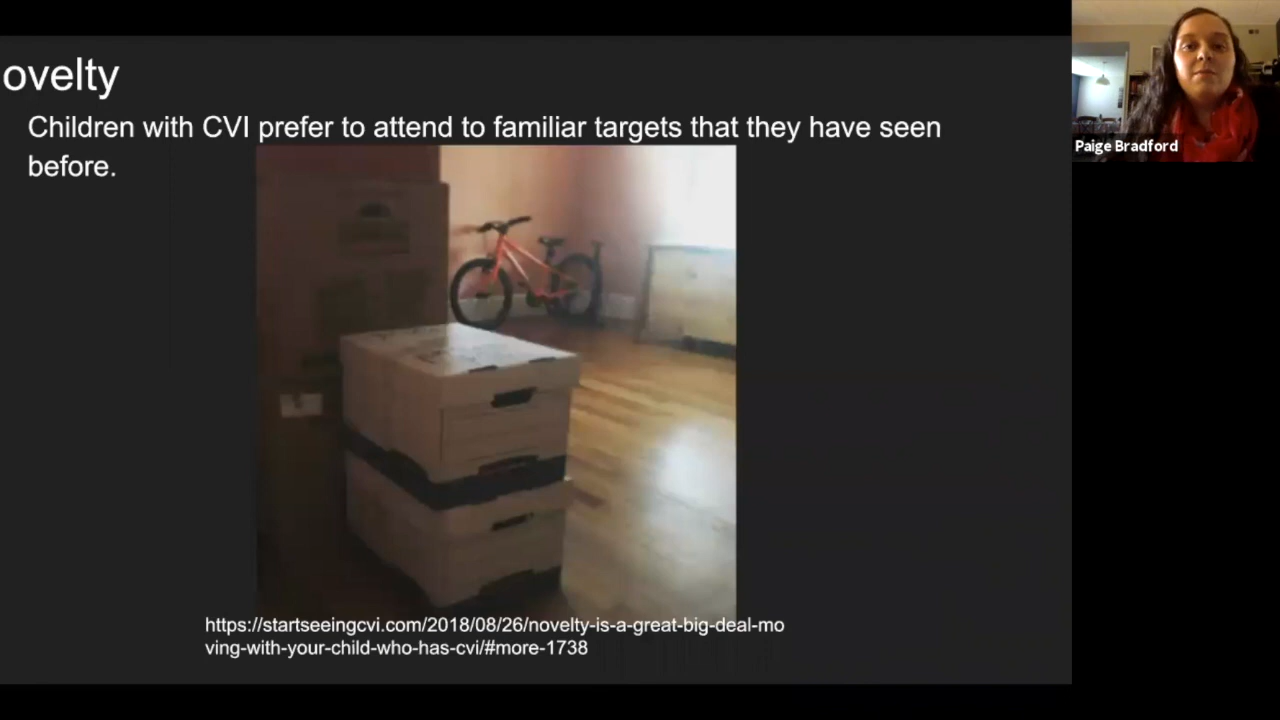 ovelty
Children with CVI prefer to attend to familiar targets that they have seen
before.
https://startseeingcvi.com/2018/08/26/novelty-is-a-great-big-deal-mo
ving-with-your-child-who-has-cvi/#more-1738
Paige Bradford